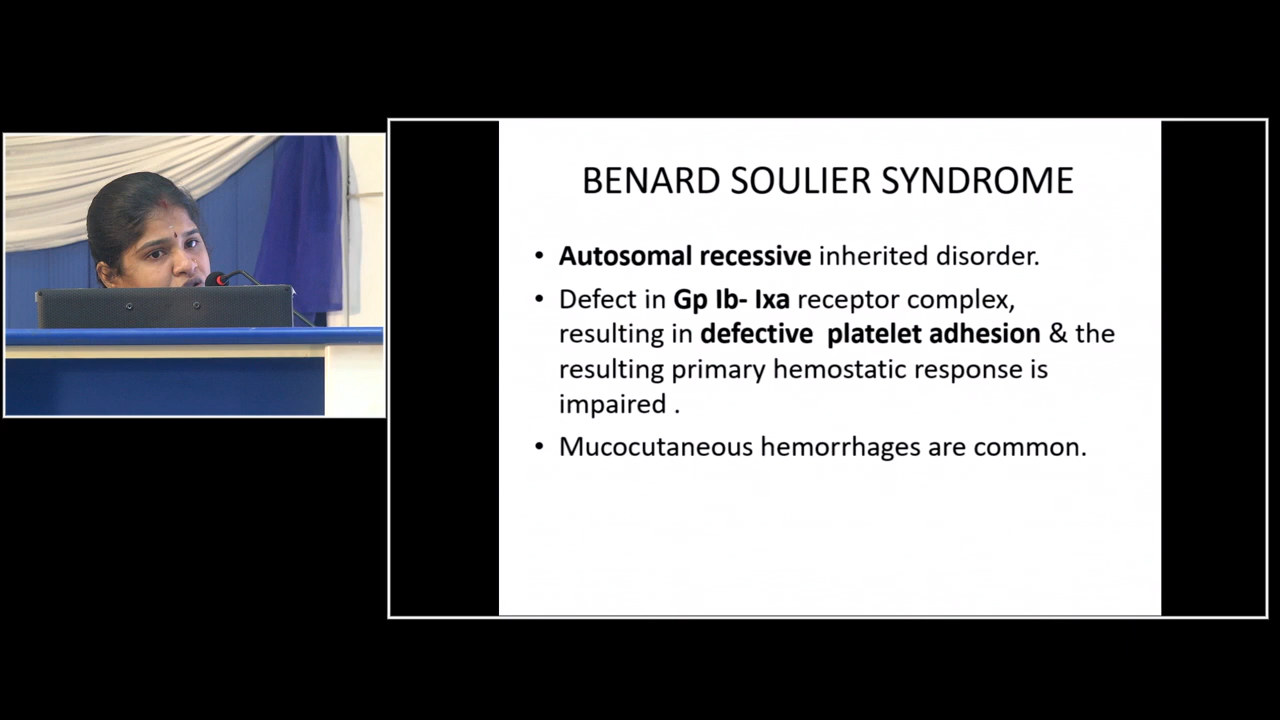 BENARD SOULIER SYNDROME
• Autosomal recessive inherited disorder.
• Defect in Gp Ib- Ixa receptor complex,
resulting in defective platelet adhesion & the
resulting primary hemostatic response is
impaired .
• Mucocutaneous hemorrhages are common.